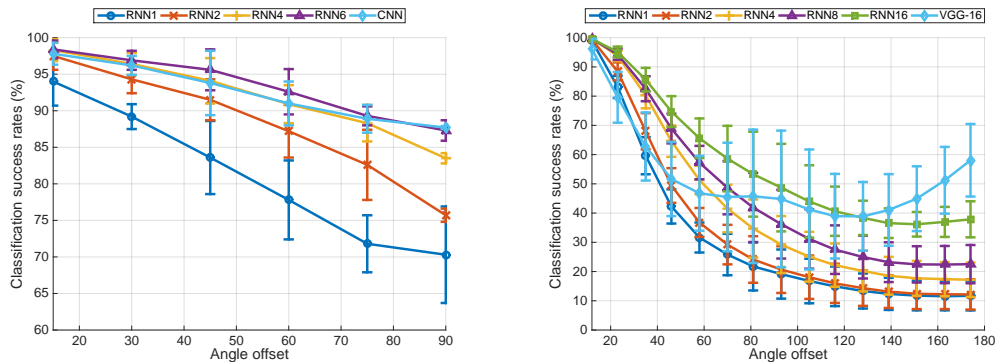 RNN1 RNN2 RNN4 RNN6 CNN
100
95
90
85
80
75
70
65
60
20 30 40 50 60 70 80 90
Classification success rates (%)
Angle offset
RNN1 RNN2 RNN4 RNN8 RNN16 VGG-16
100
90
80
70
60
50
40
30
20
10
0
20 40 60 80 100 120 140 160 180
Classification success rates (%)
Angle offset